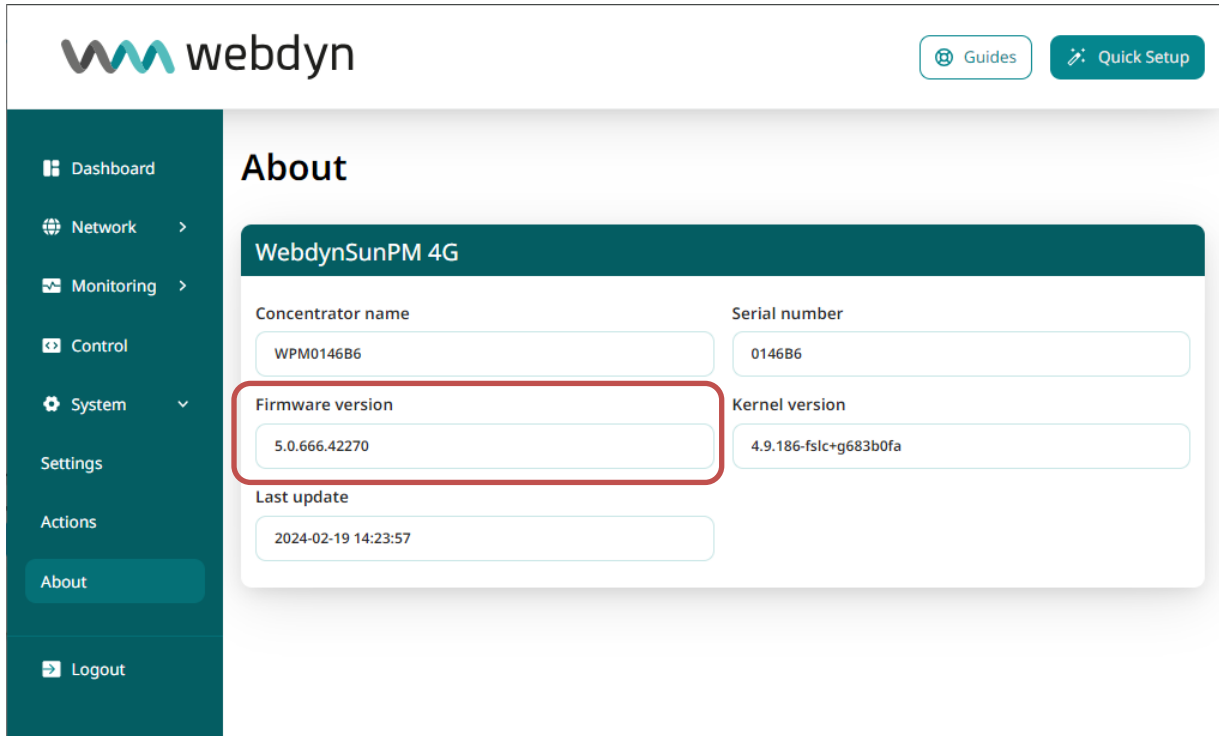 webdyn
Guides
Quick Setup
Dashboard
Network
Monitoring
Control
System
Settings
Actions
About
Logout
About
WebdynSunPM 4G
Concentrator name
Serial number
WPM0146B6
0146B6
Firmware version
Kernel version
5.0.666.42270
4.9.186-fslc+g683b0fa
Last update
2024-02-19 14:23:57